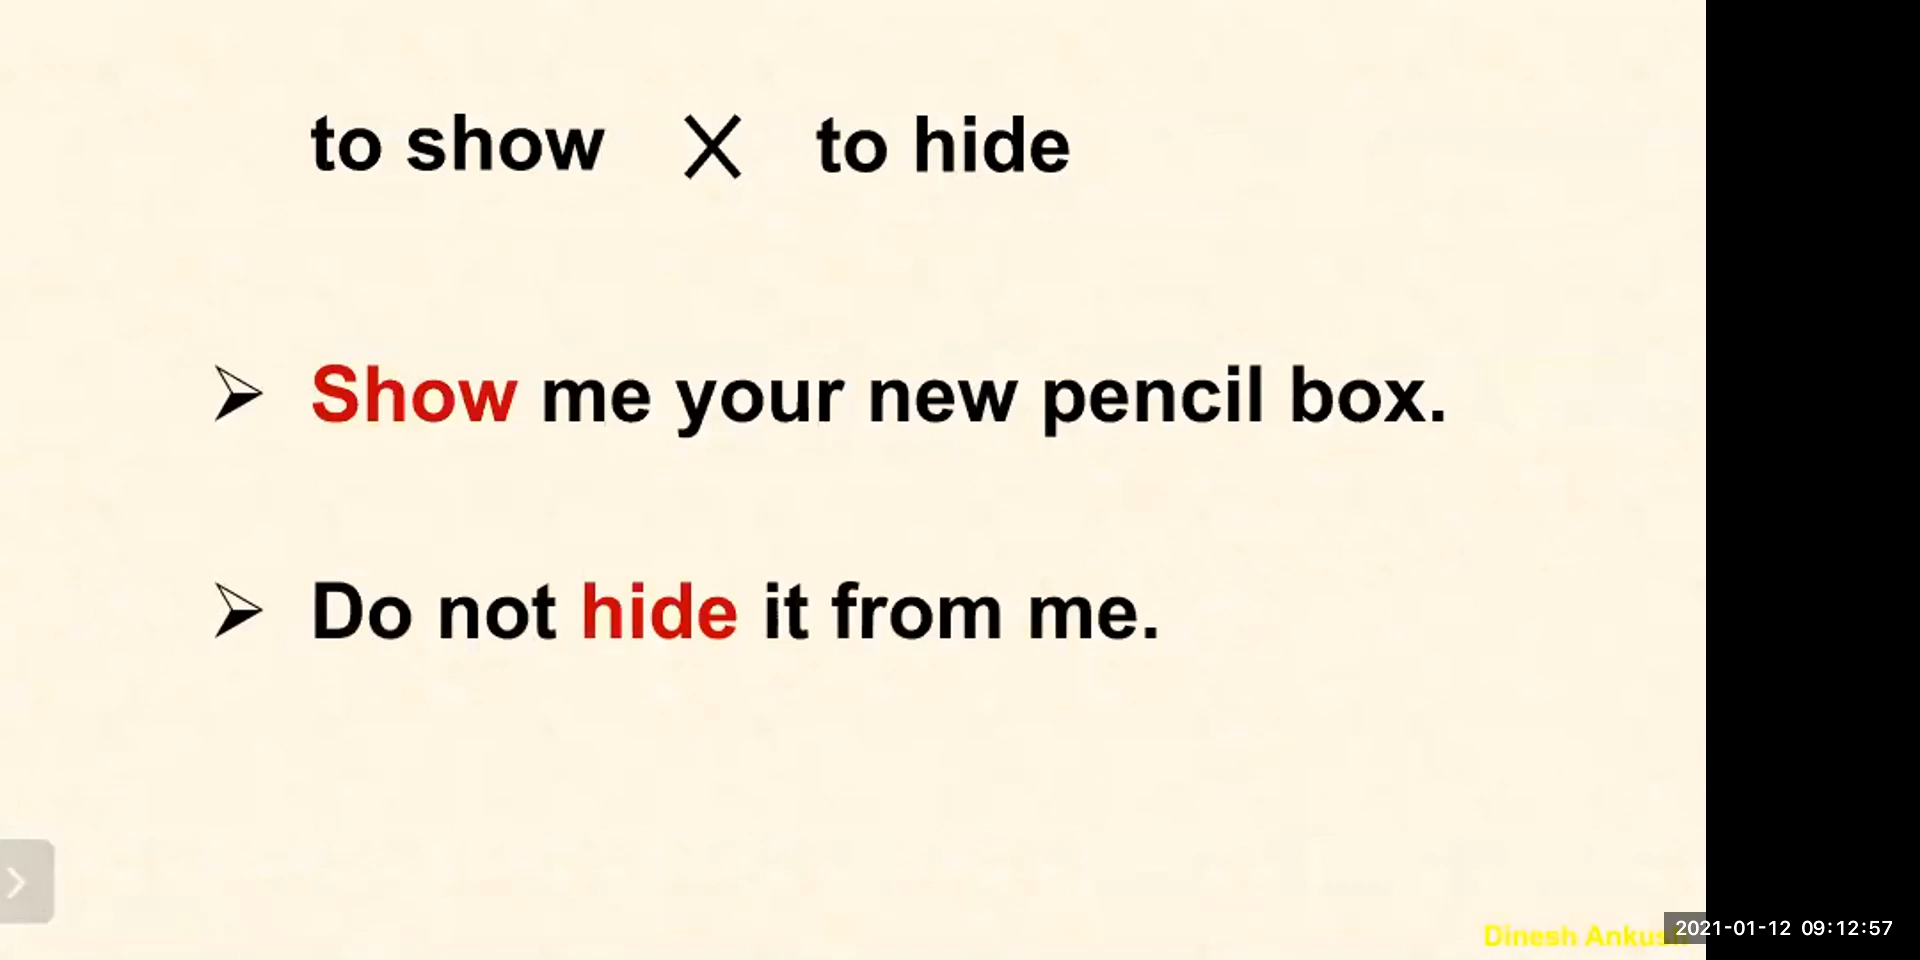 to show X to hide
➢ Show me your new pencil box.
➢ Do not hide it from me.
Dinesh
2021-01-12 09:12:57